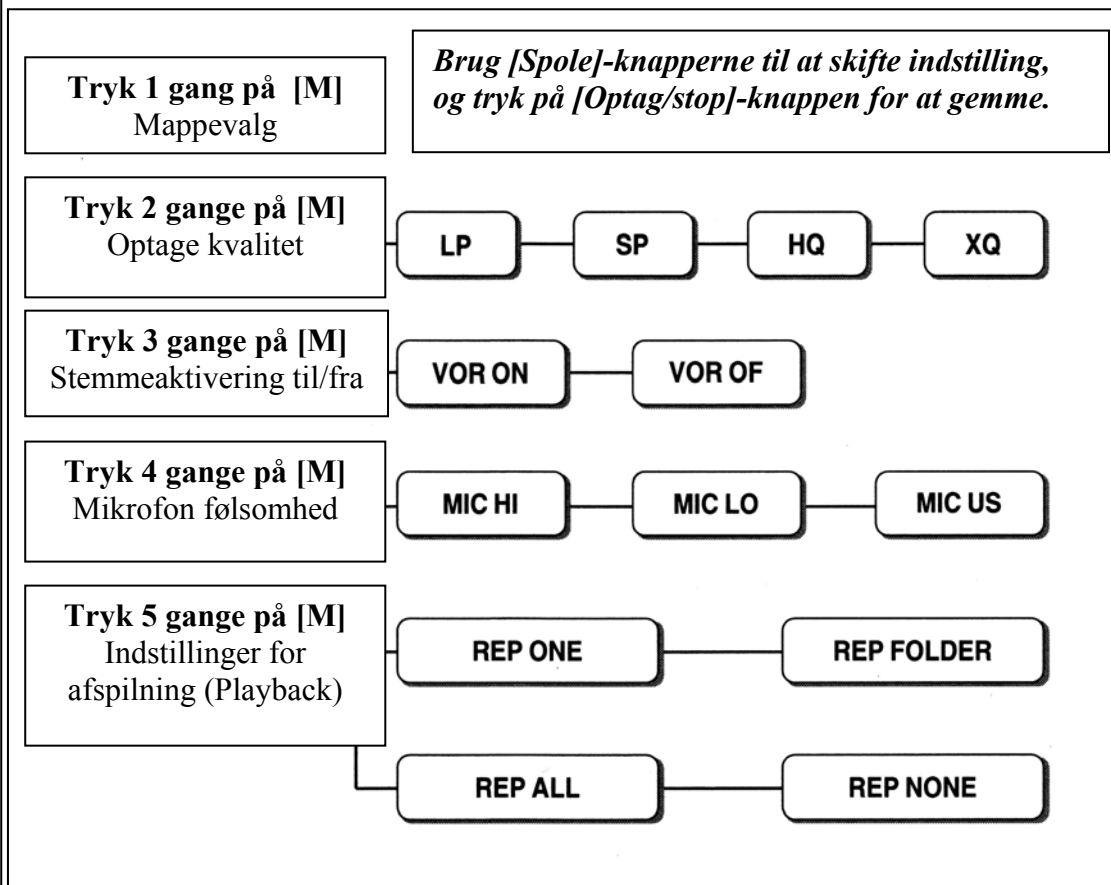 Tryk 1 gang på [M]
Mappevalg
Brug [Spole]-knapperne til at skifte indstilling,
og tryk på [Optag/stop]-knappen for at gemme.
Tryk 2 gange på [M]
Optage kvalitet
LP SP HQ XQ
Tryk 3 gange på [M]
Stemmeaktivering til/fra
VOR ON VOR OF
Tryk 4 gange på [M]
Mikrofon følsomhed
MIC HI MIC LO MIC US
Tryk 5 gange på [M]
Indstillinger for
afspilning (Playback)
REP ONE REP FOLDER
REP ALL REP NONE